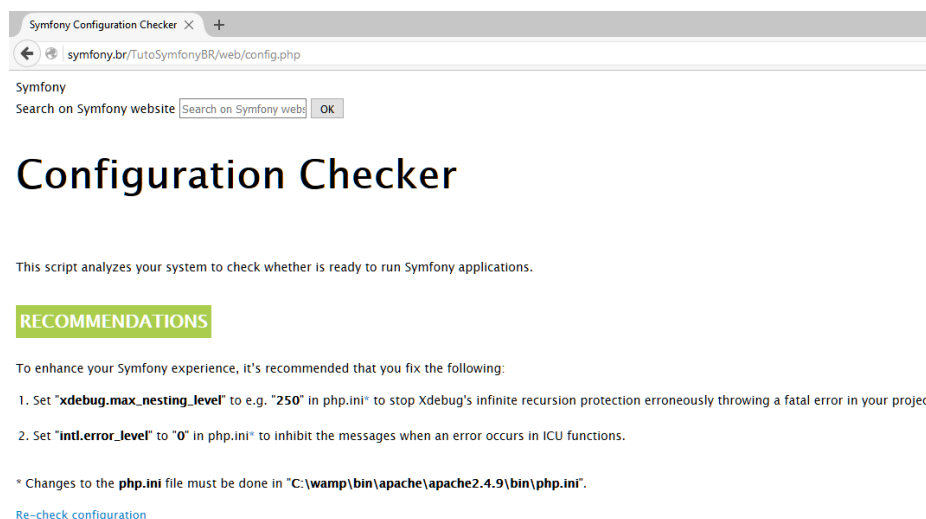 Symfony Configuration Checker
symfony.br/TutoSymfonyBR/web/config.php
Symfony
Search on Symfony website Search on Symfony webs OK
Configuration Checker
This script analyzes your system to check whether is ready to run Symfony applications.
RECOMMENDATIONS
To enhance your Symfony experience, it's recommended that you fix the following:
1. Set "xdebug.max_nesting_level" to e.g. "250" in php.ini* to stop Xdebug's infinite recursion protection erroneously throwing a fatal error in your projec
2. Set "intl.error_level" to "0" in php.ini* to inhibit the messages when an error occurs in ICU functions.
* Changes to the php.ini file must be done in "C:\wamp\bin\apache\apache2.4.9\bin\php.ini".
Re-check configuration